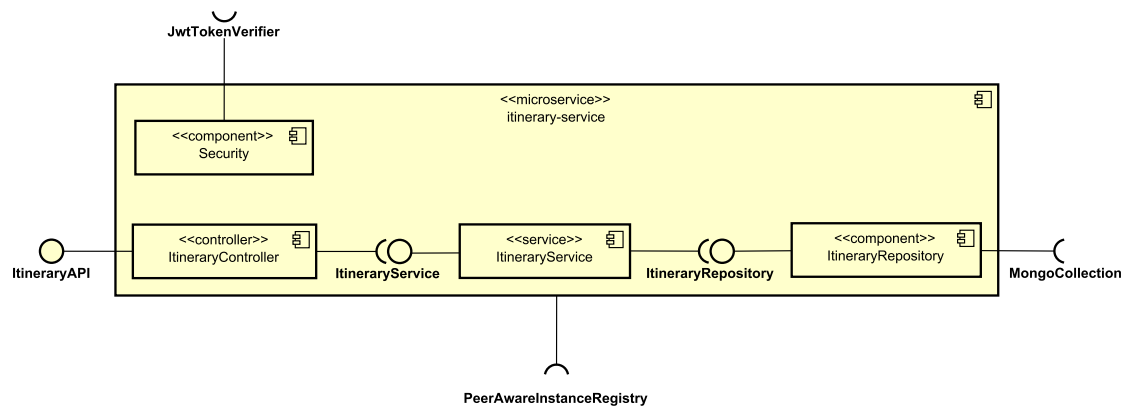 JwtTokenVerifier
<<microservice>>
itinerary-service
<<component>>
Security
<<controller>>
ItineraryController
<<service>>
ItineraryService
<<component>>
ItineraryRepository
ItineraryAPI
ItineraryService
ItineraryRepository
MongoCollection
PeerAwareInstanceRegistry